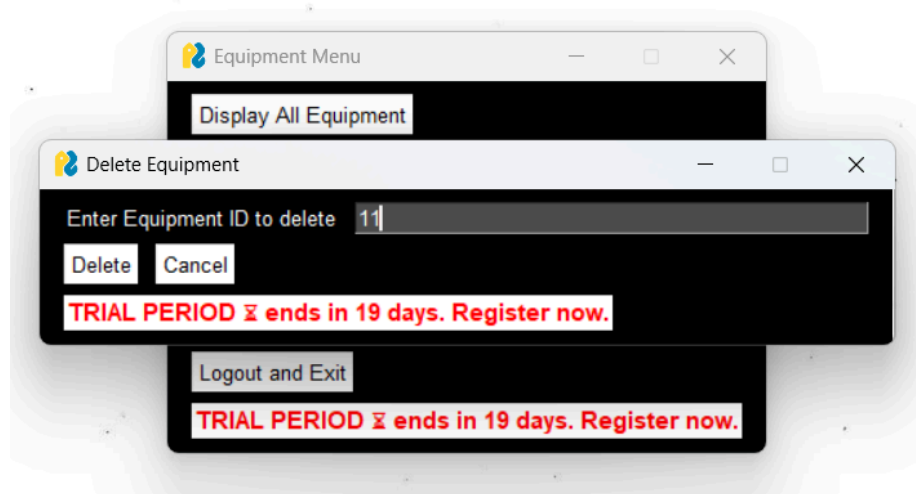 Equipment Menu
Display All Equipment
Delete Equipment
Enter Equipment ID to delete 11
Delete Cancel
TRIAL PERIOD ⏳ ends in 19 days. Register now.
Logout and Exit
TRIAL PERIOD ⏳ ends in 19 days. Register now.